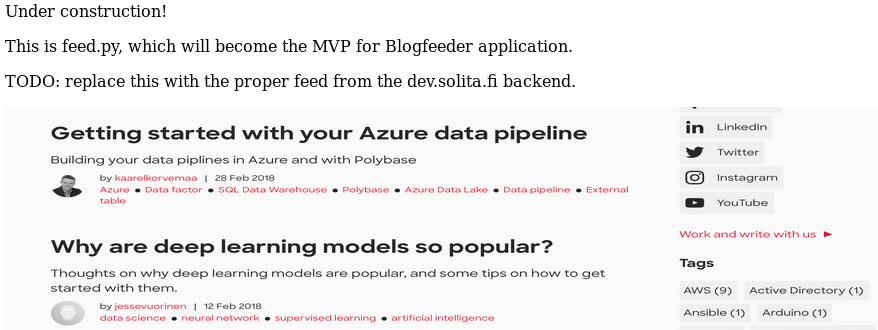 Under construction!
This is feed.py, which will become the MVP for Blogfeeder application.
TODO: replace this with the proper feed from the dev.solita.fi backend.
Getting started with your Azure data pipeline
Building your data piplines in Azure and with Polybase
by kaarelkorvemaa | 28 Feb 2018
Azure ● Data factor ● SQL Data Warehouse ● Polybase ● Azure Data Lake ● Data pipeline ● External
table
Why are deep learning models so popular?
Thoughts on why deep learning models are popular, and some tips on how to get
started with them.
by jessevuorinen | 12 Feb 2018
data science ● neural network ● supervised learning ● artificial intelligence
LinkedIn
Twitter
Instagram
YouTube
Work and write with us ►
Tags
AWS (9) Active Directory (1)
Ansible (1) Arduino (1)